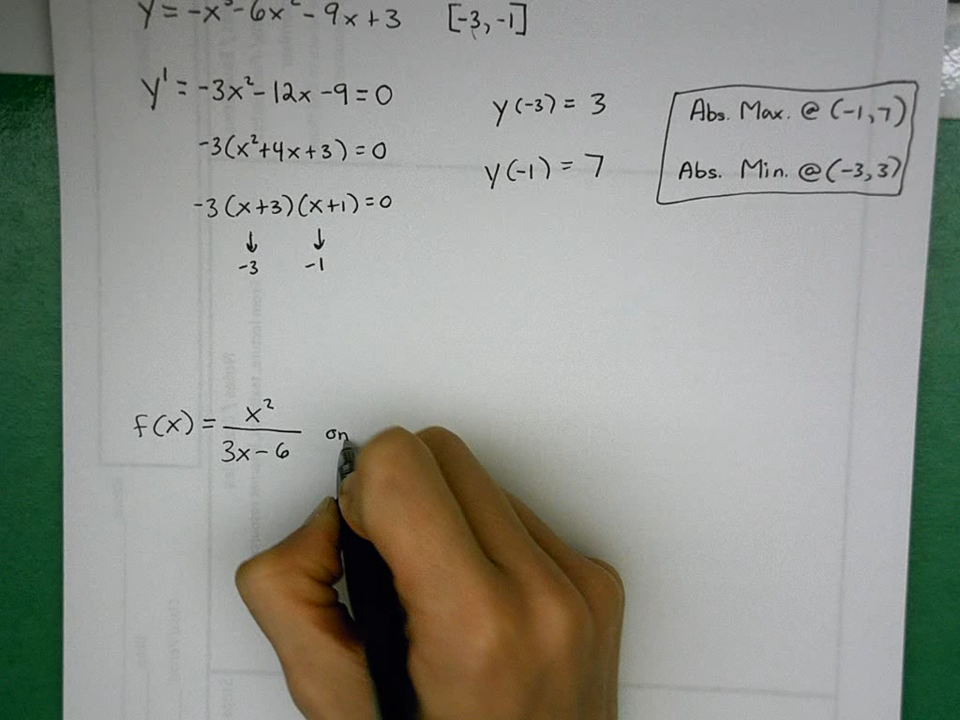 y = -x³ - 6x² - 9x + 3 [-3, -1]
y' = -3x² - 12x - 9 = 0
-3(x² + 4x + 3) = 0
-3(x+3)(x+1) = 0
↓ ↓
-3 -1
y(-3) = 3
y(-1) = 7
Abs. Max. @ (-1, 7)
Abs. Min. @ (-3, 3)
f(x) = x² / 3x - 6 on